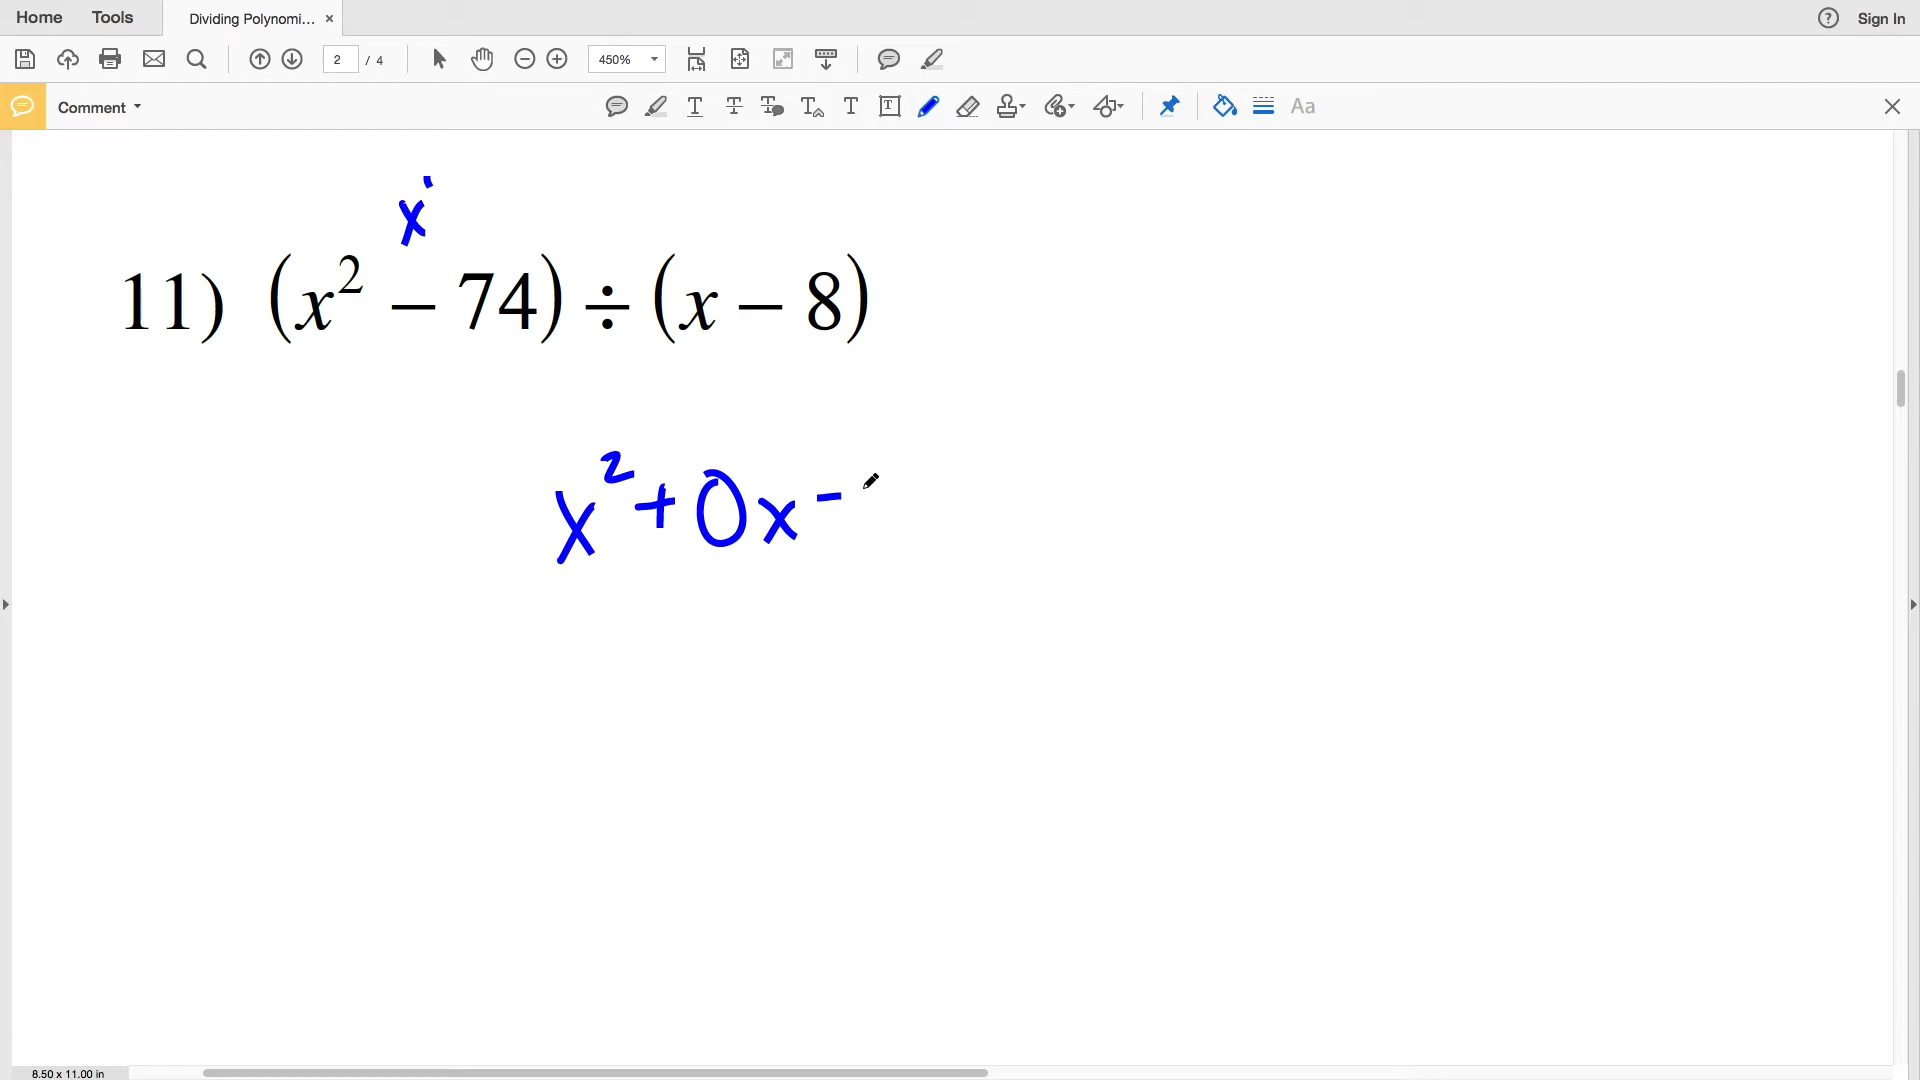 Home Tools Dividing Polynomi... × ? Sign In
2 / 4 450%
Comment T T T T T T Aa
x'
11) (x² − 74) ÷ (x − 8)
x² + 0x −
8.50 x 11.00 in